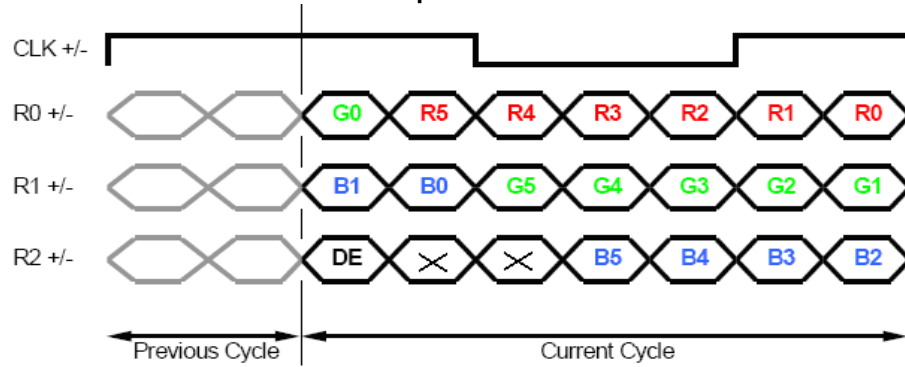 CLK +/-
R0 +/- G0 R5 R4 R3 R2 R1 R0
R1 +/- B1 B0 G5 G4 G3 G2 G1
R2 +/- DE B5 B4 B3 B2
Previous Cycle Current Cycle